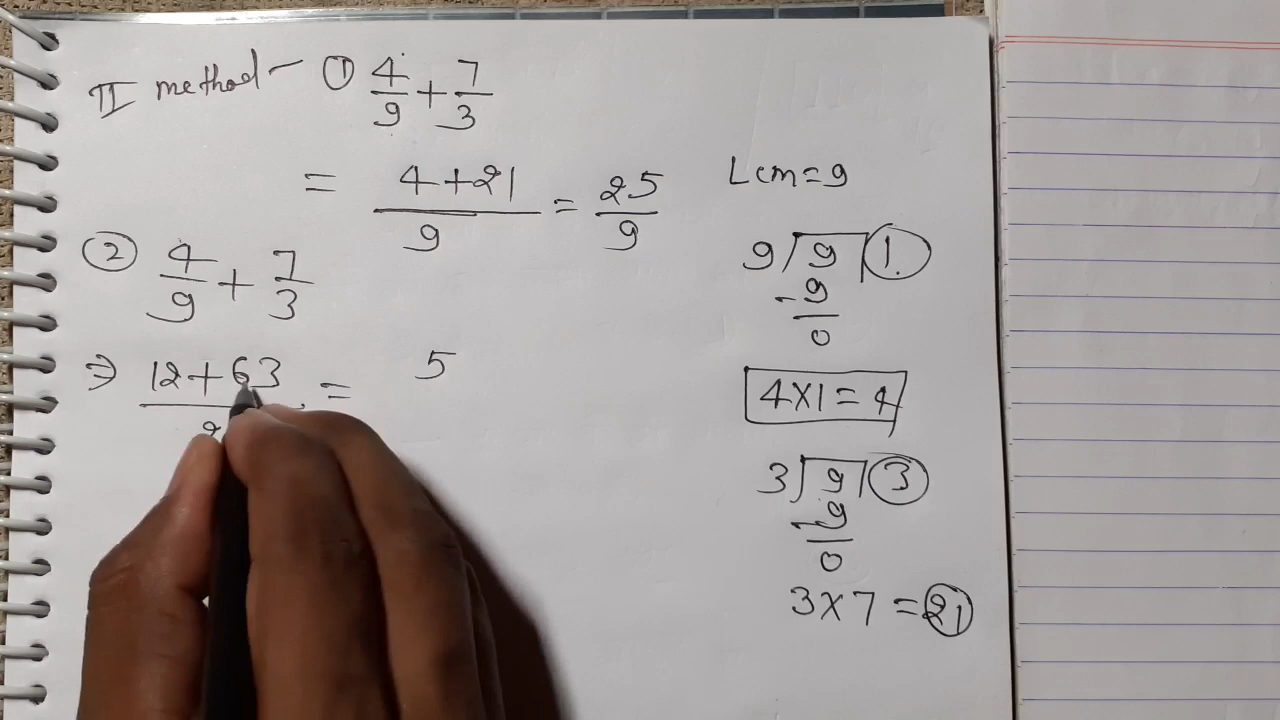 II method - ① 4/9 + 7/3
= 4+21/9 = 25/9
Lcm = 9
9 ) 9 ( 1
- 9
0
4×1 = 4
② 4/9 + 7/3
⇒ 12+63/2 = 5
3 ) 9 ( 3
- 9
0
3×7 = 21